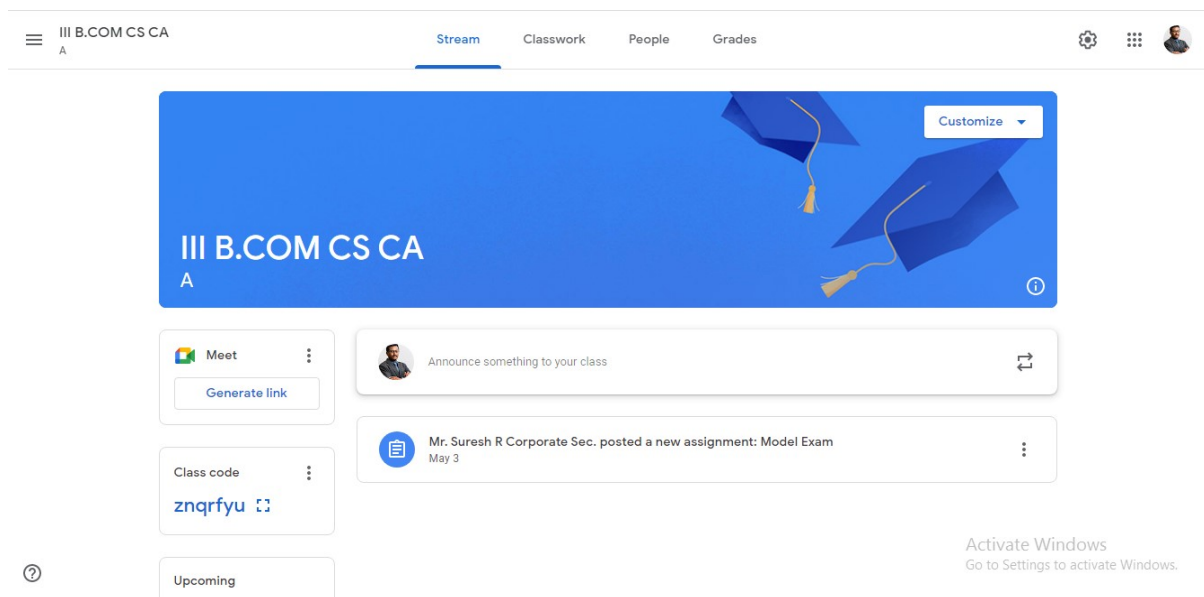 III B.COM CS CA
A
Stream Classwork People Grades
Customize
III B.COM CS CA
A
Meet
Generate link
Announce something to your class
Mr. Suresh R Corporate Sec. posted a new assignment: Model Exam
May 3
Class code
znqrfyu
Upcoming
Activate Windows
Go to Settings to activate Windows.